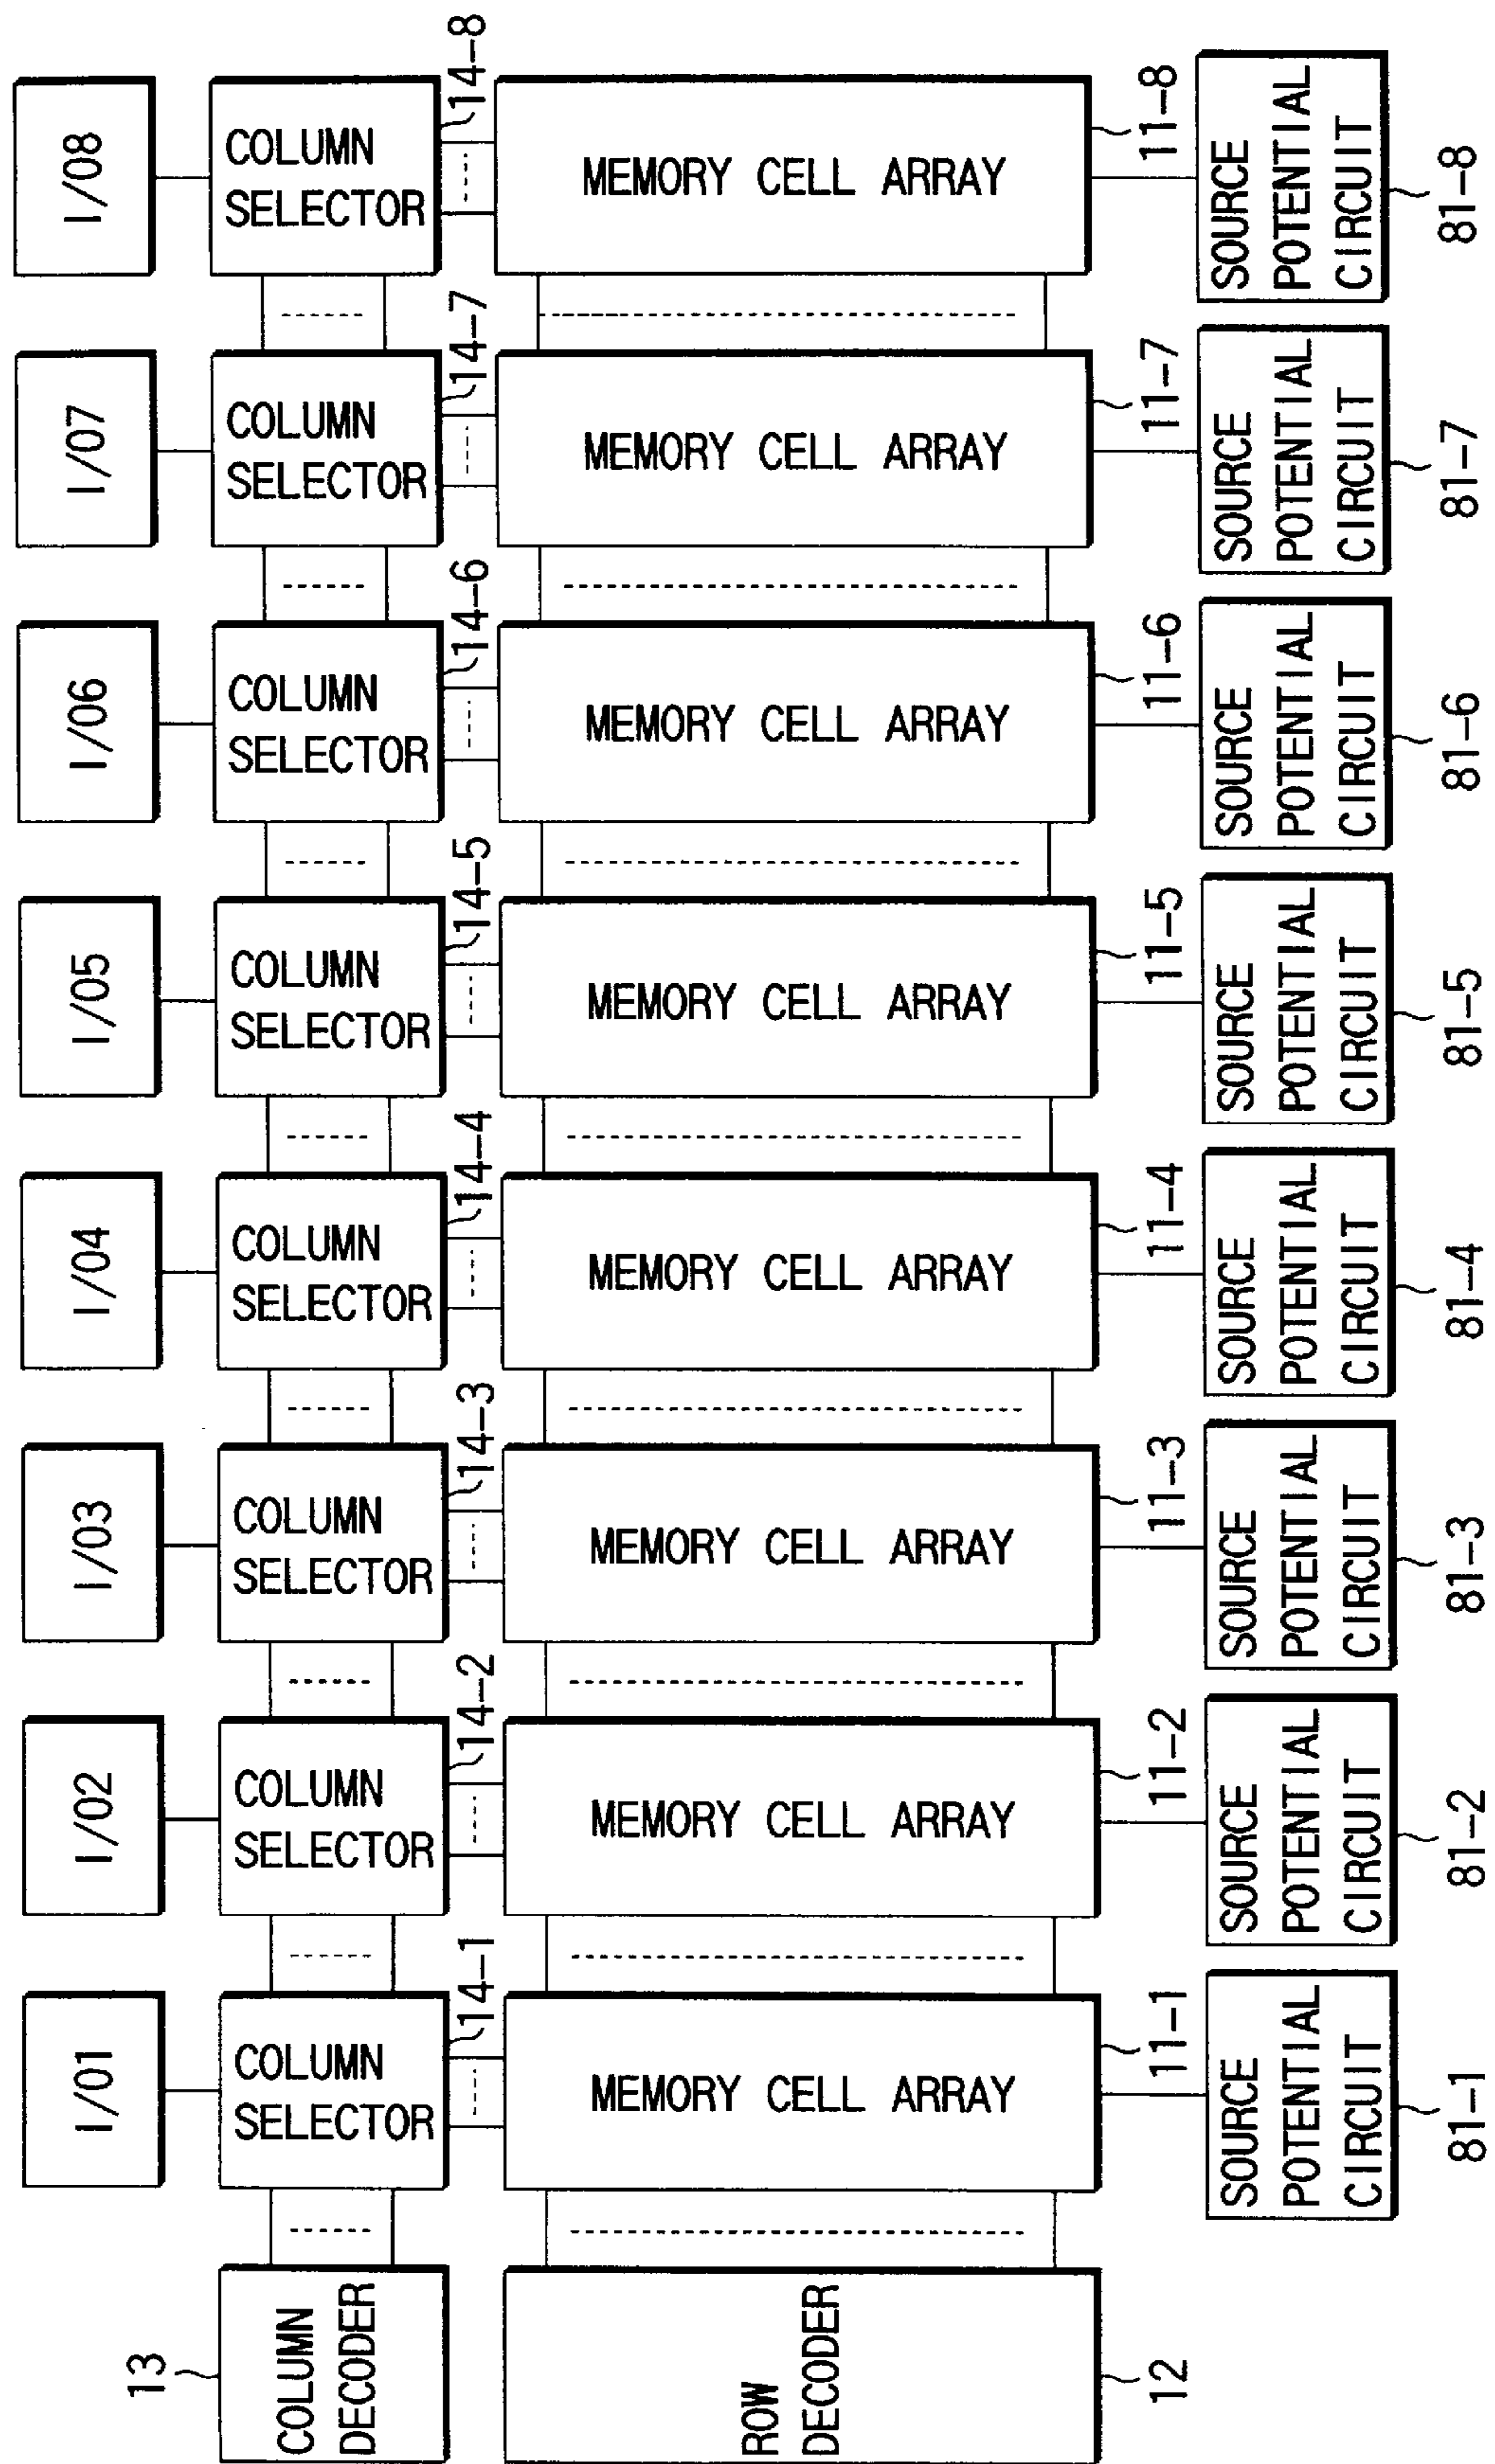 I/01
I/02
I/03
I/04
I/05
I/06
I/07
I/08
13
COLUMN
DECODER
COLUMN
SELECTOR
COLUMN
SELECTOR
COLUMN
SELECTOR
COLUMN
SELECTOR
COLUMN
SELECTOR
COLUMN
SELECTOR
COLUMN
SELECTOR
COLUMN
SELECTOR
14-1
14-2
14-3
14-4
14-5
14-6
14-7
14-8
ROW
DECODER
MEMORY CELL ARRAY
MEMORY CELL ARRAY
MEMORY CELL ARRAY
MEMORY CELL ARRAY
MEMORY CELL ARRAY
MEMORY CELL ARRAY
MEMORY CELL ARRAY
MEMORY CELL ARRAY
12
11-1
11-2
11-3
11-4
11-5
11-6
11-7
11-8
SOURCE
POTENTIAL
CIRCUIT
SOURCE
POTENTIAL
CIRCUIT
SOURCE
POTENTIAL
CIRCUIT
SOURCE
POTENTIAL
CIRCUIT
SOURCE
POTENTIAL
CIRCUIT
SOURCE
POTENTIAL
CIRCUIT
SOURCE
POTENTIAL
CIRCUIT
SOURCE
POTENTIAL
CIRCUIT
81-1
81-2
81-3
81-4
81-5
81-6
81-7
81-8